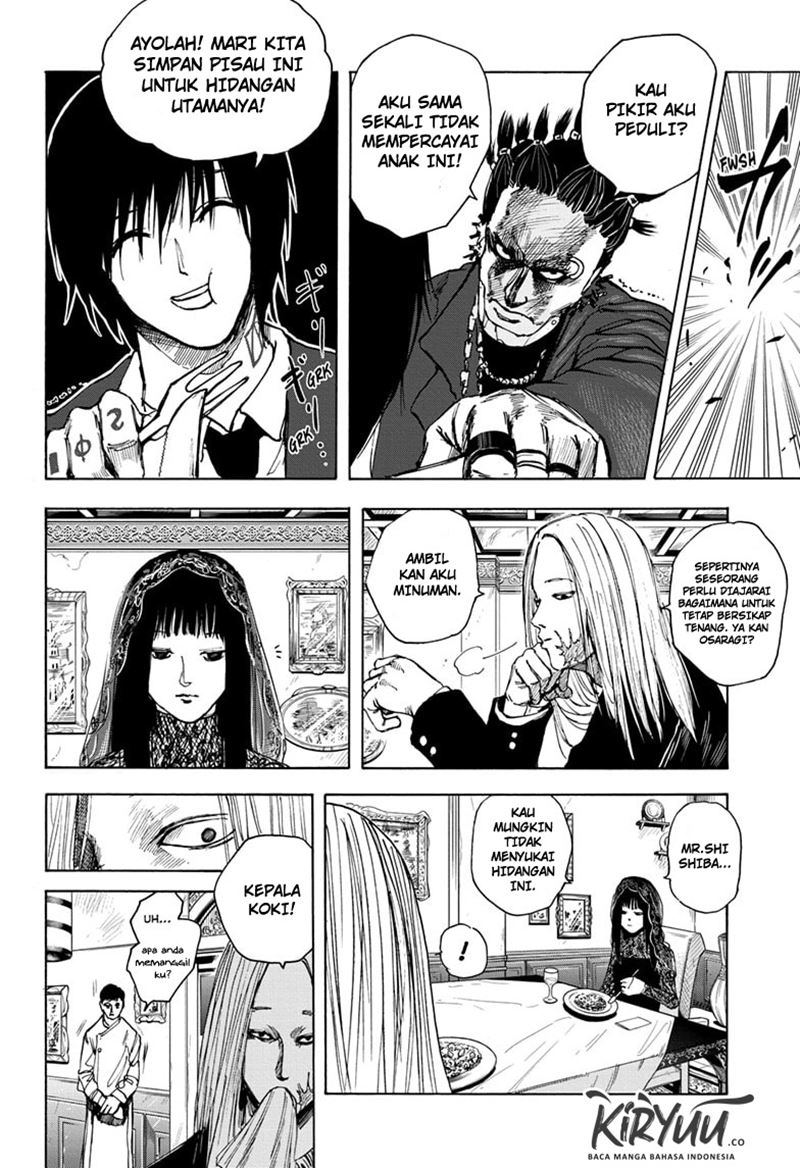 KAU
PIKIR AKU
PEDULI?
FWSH
AKU SAMA
SEKALI TIDAK
MEMPERCAYAI
ANAK INI!
AYOLAH! MARI KITA
SIMPAN PISAU INI
UNTUK HIDANGAN
UTAMANYA!
ギリ
GRK
ギ
GRK
SEPERTINYA
SESEORANG
PERLU DIAJARAI
BAGAIMANA UNTUK
TETAP BERSIKAP
TENANG. YA KAN
OSARAGI?
AMBIL
KAN AKU
MINUMAN.
MR.SHI
SHIBA...
KAU
MUNGKIN
TIDAK
MENYUKAI
HIDANGAN
INI.
!
KEPALA
KOKI!
UH...
apa anda
memanggil
ku?
KIRYUU.CO
BACA MANGA BAHASA INDONESIA